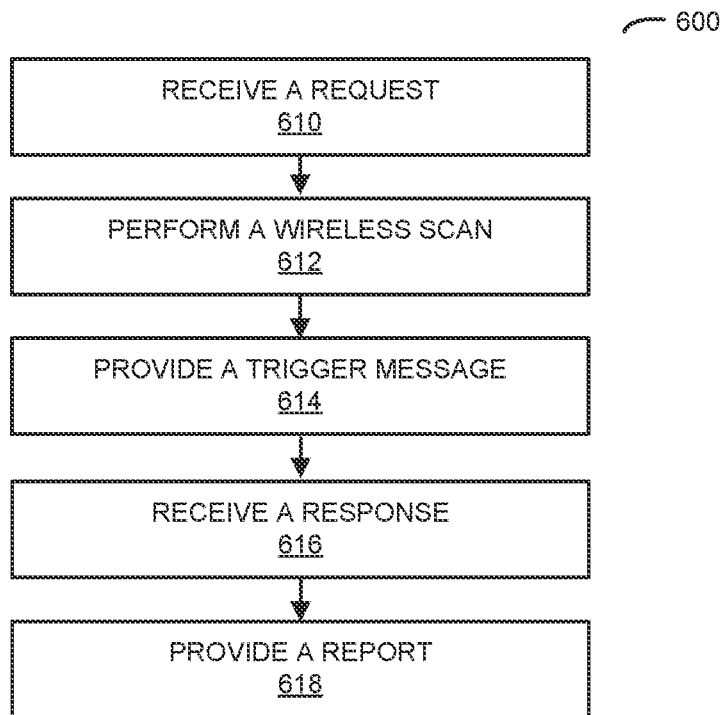 600
RECEIVE A REQUEST
610
PERFORM A WIRELESS SCAN
612
PROVIDE A TRIGGER MESSAGE
614
RECEIVE A RESPONSE
616
PROVIDE A REPORT
618